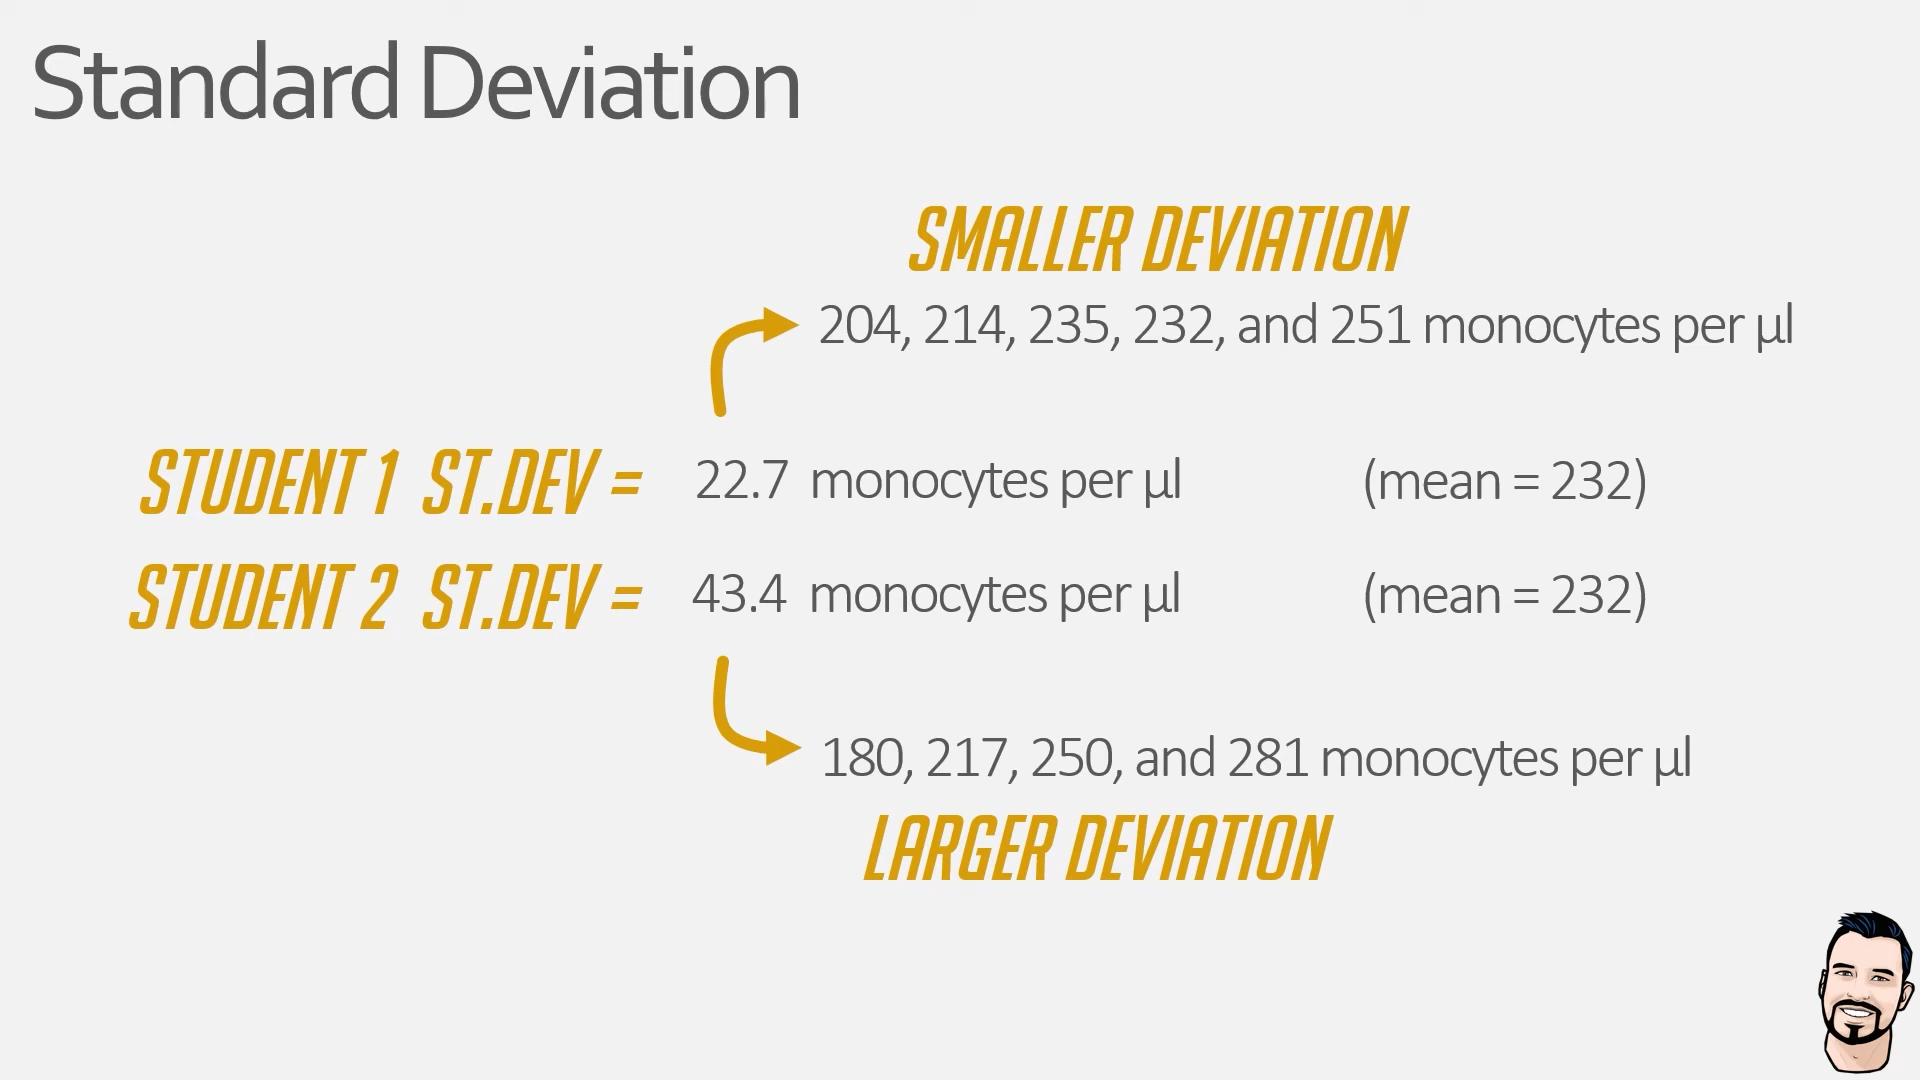 Standard Deviation
SMALLER DEVIATION
204, 214, 235, 232, and 251 monocytes per µl
STUDENT 1 ST.DEV = 22.7 monocytes per µl (mean = 232)
STUDENT 2 ST.DEV = 43.4 monocytes per µl (mean = 232)
180, 217, 250, and 281 monocytes per µl
LARGER DEVIATION